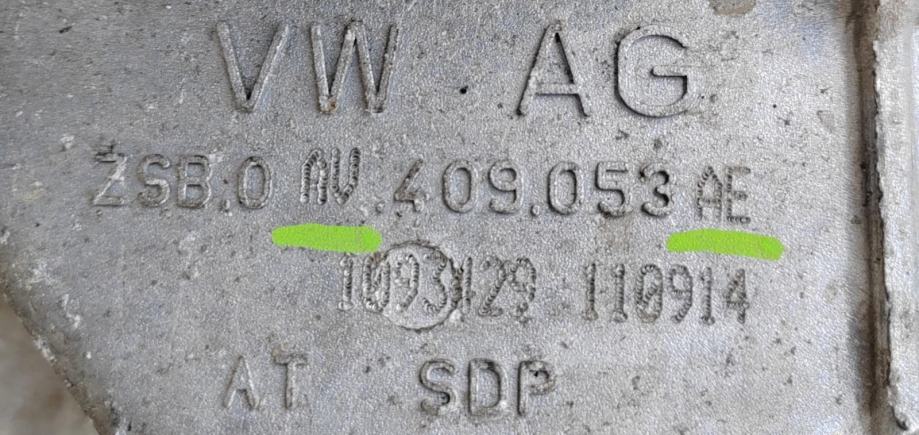 VW AG
ZSB.0 AV .409.053 AE
1093129 110914
AT SDP